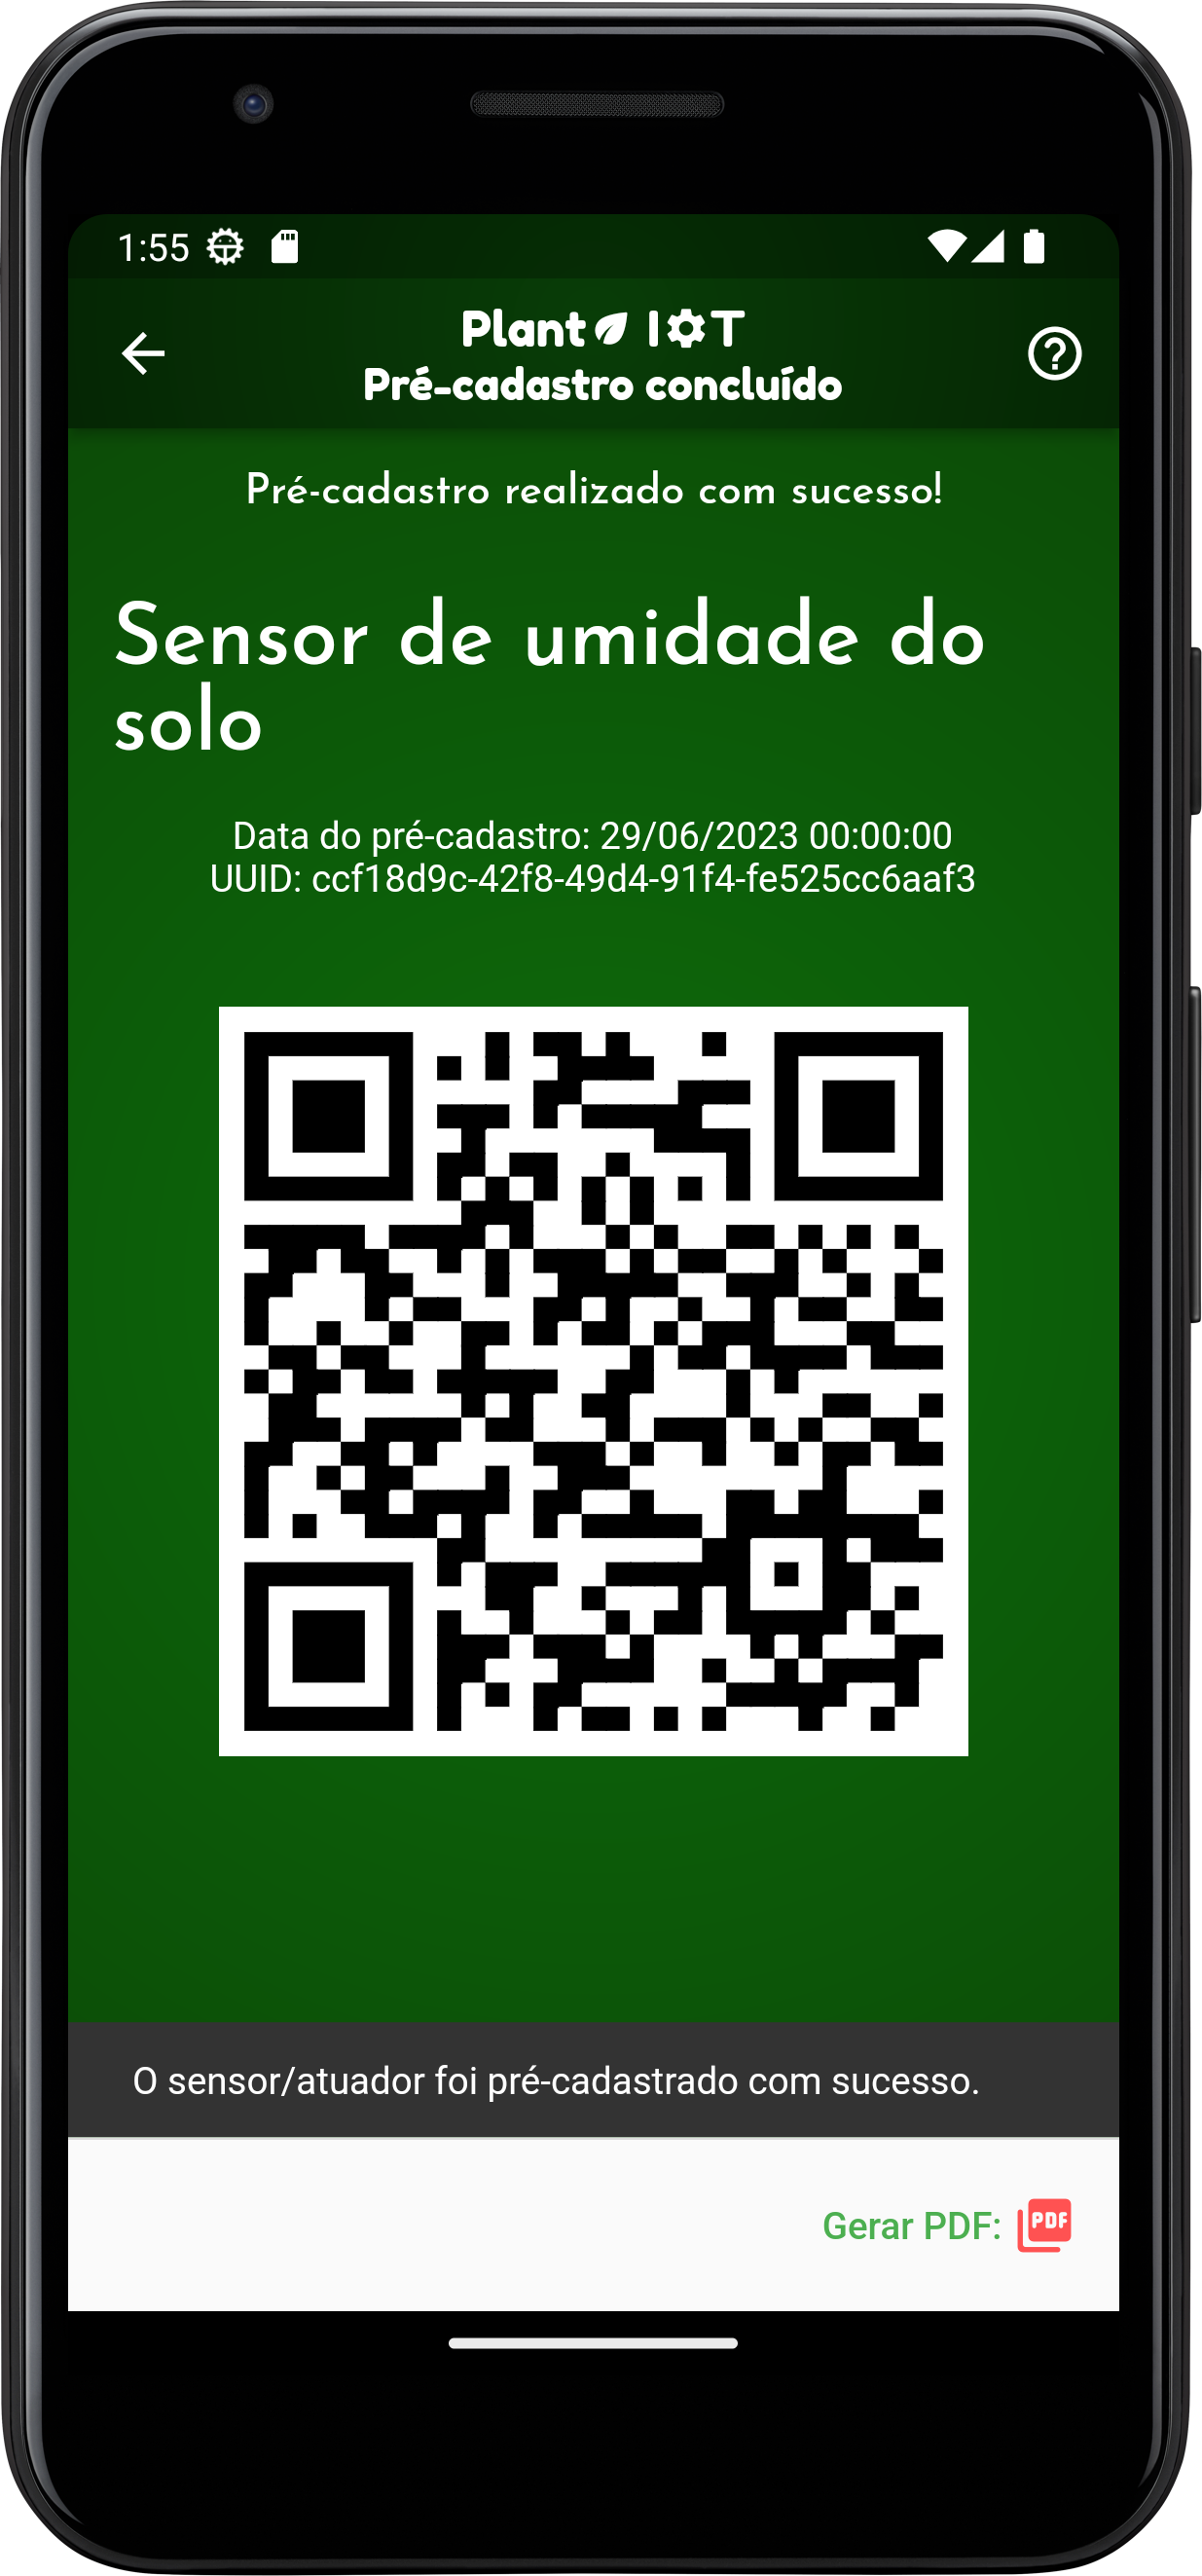 1:55
Plant IOT
Pré-cadastro concluído
Pré-cadastro realizado com sucesso!
Sensor de umidade do
solo
Data do pré-cadastro: 29/06/2023 00:00:00
UUID: ccf18d9c-42f8-49d4-91f4-fe525cc6aaf3
O sensor/atuador foi pré-cadastrado com sucesso.
Gerar PDF: PDF